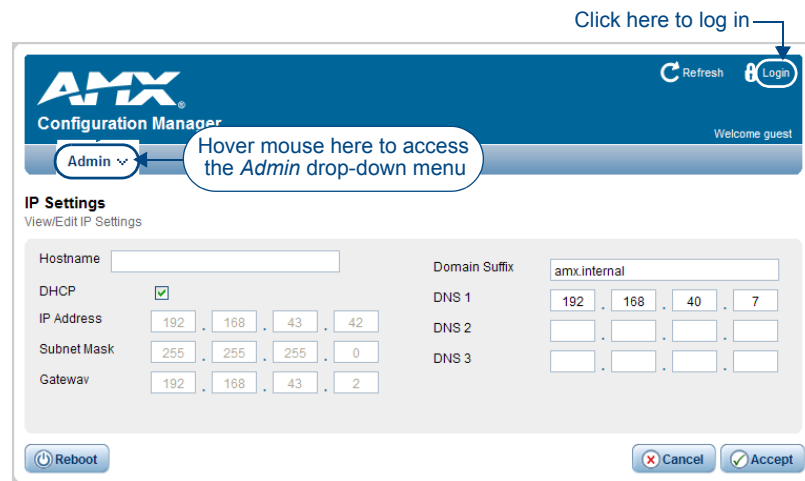 Click here to log in
AMX®
Refresh
Login
Configuration Manager
Welcome guest
Admin
Hover mouse here to access
the Admin drop-down menu
IP Settings
View/Edit IP Settings
Hostname
DHCP
IP Address 192 . 168 . 43 . 42
Subnet Mask 255 . 255 . 255 . 0
Gateway 192 . 168 . 43 . 2
Domain Suffix amx.internal
DNS 1 192 . 168 . 40 . 7
DNS 2 . . .
DNS 3 . . .
Reboot
Cancel
Accept